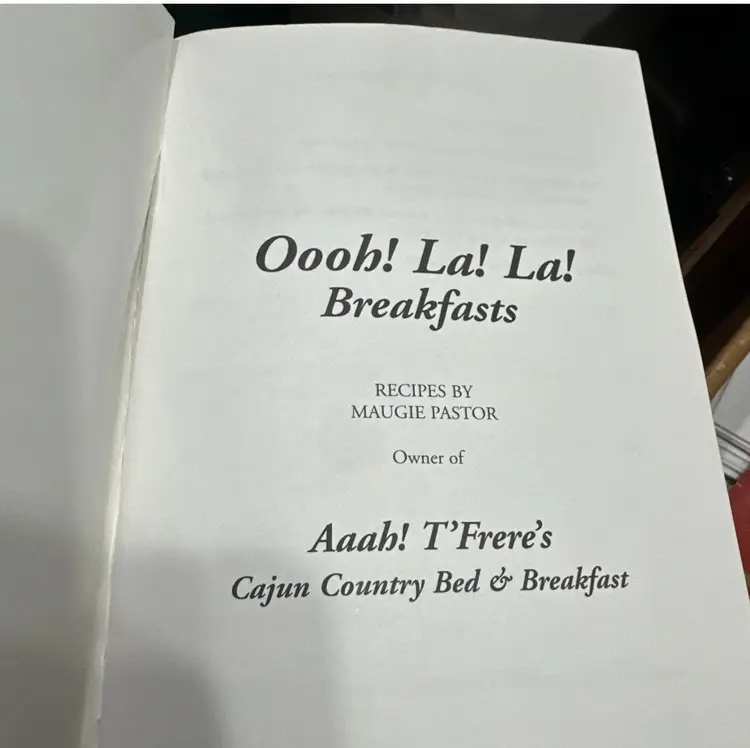 Oooh! La! La!
Breakfasts
RECIPES BY
MAUGIE PASTOR
Owner of
Aaah! T'Frere's
Cajun Country Bed & Breakfast